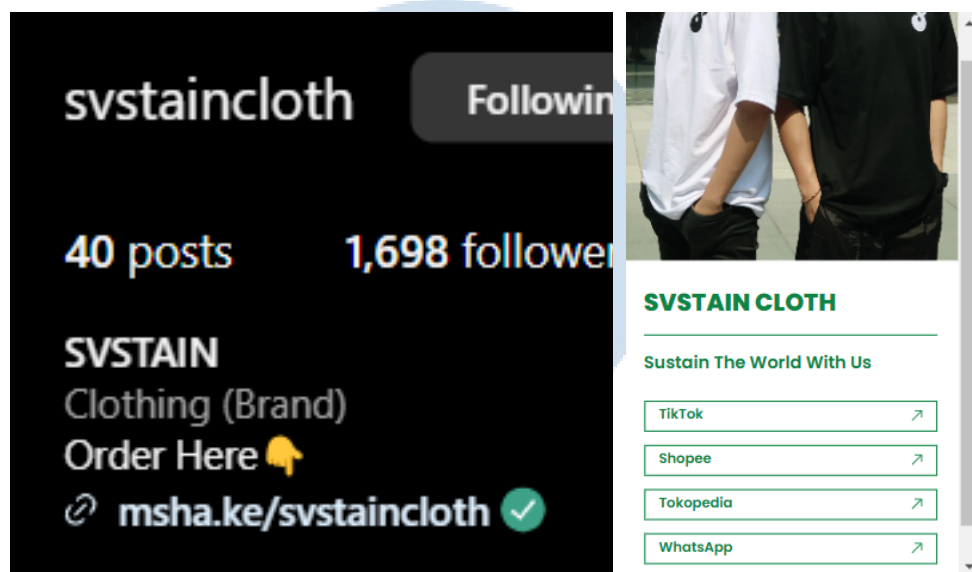 svstaincloth Followin
40 posts 1,698 follower
SVSTAIN
Clothing (Brand)
Order Here👇
msha.ke/svstaincloth
SVSTAIN CLOTH
Sustain The World With Us
TikTok
Shopee
Tokopedia
WhatsApp